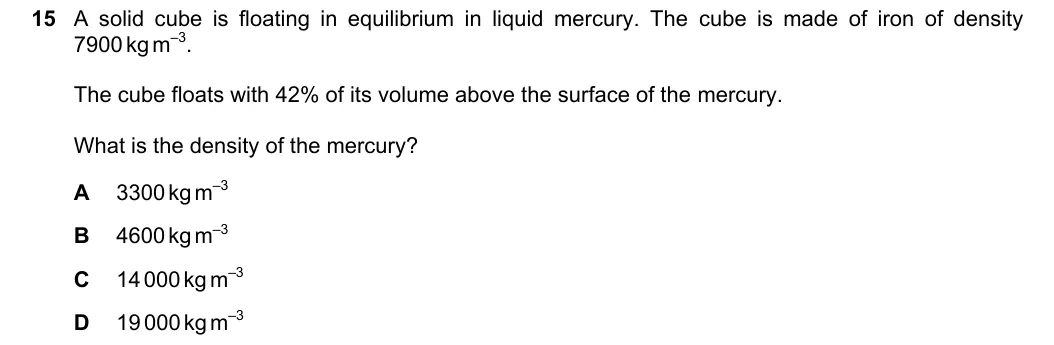 15 A solid cube is floating in equilibrium in liquid mercury. The cube is made of iron of density
7900 kg m⁻³.
The cube floats with 42% of its volume above the surface of the mercury.
What is the density of the mercury?
A 3300 kg m⁻³
B 4600 kg m⁻³
C 14 000 kg m⁻³
D 19 000 kg m⁻³